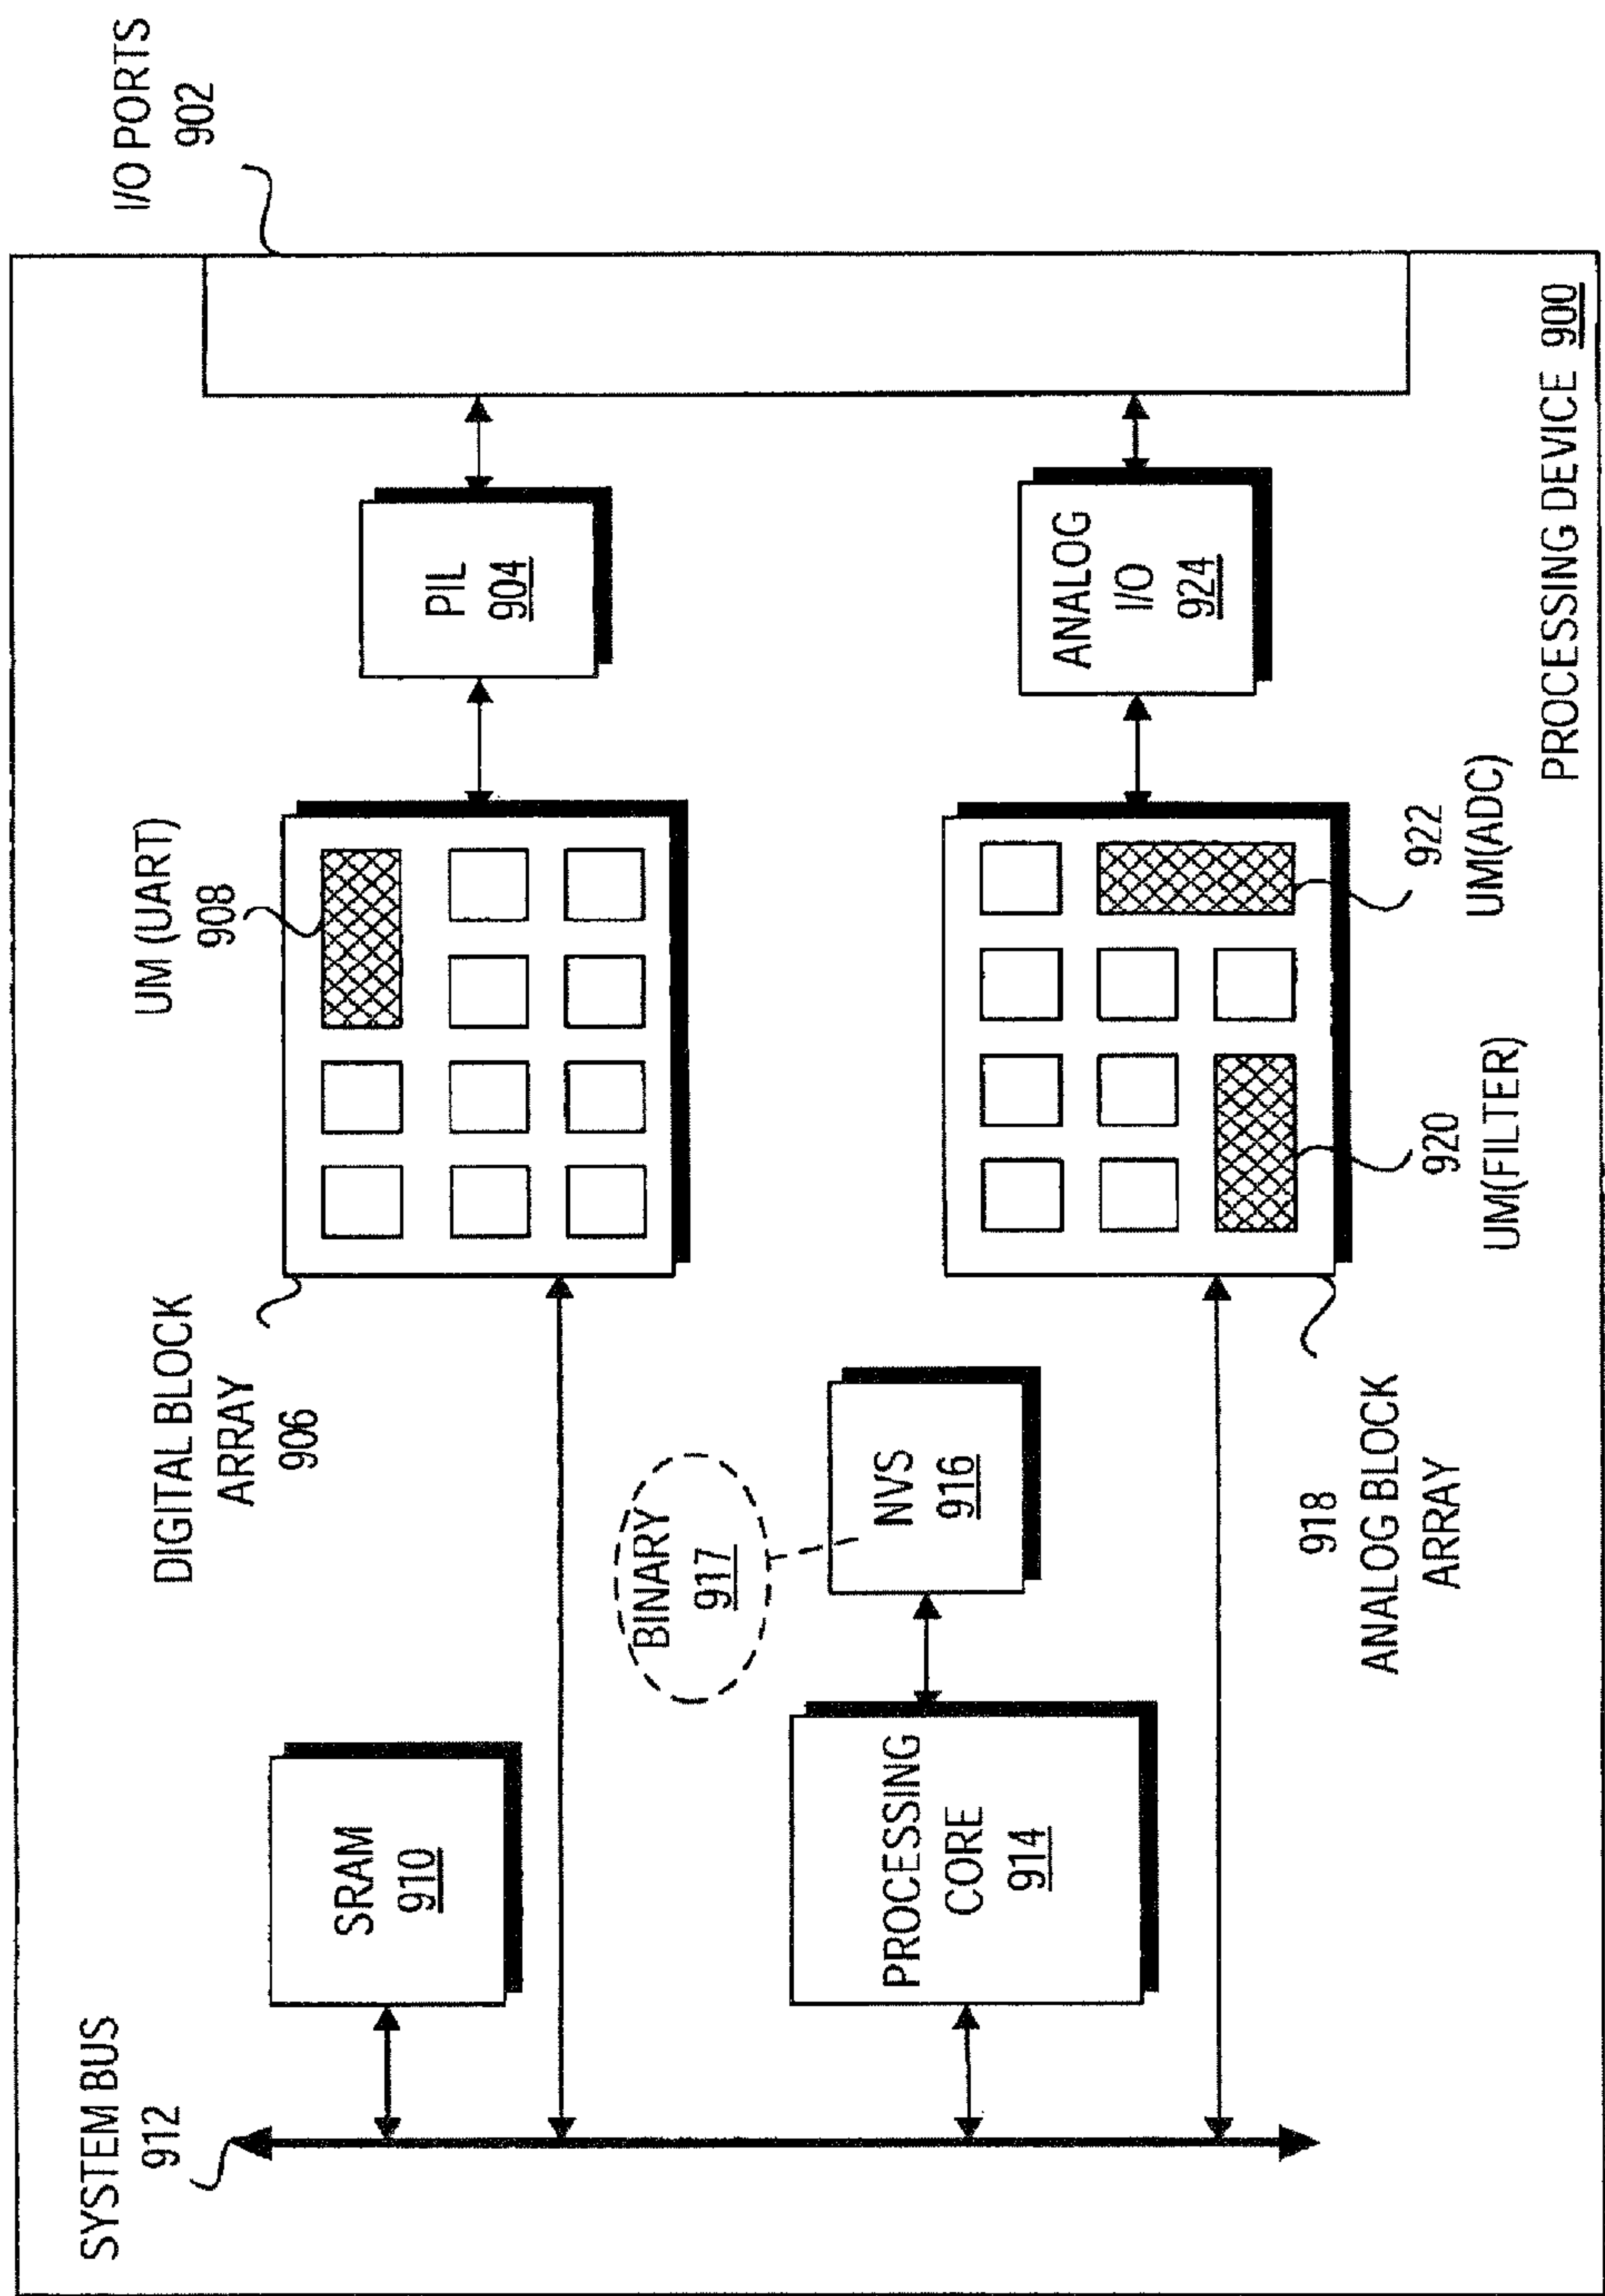 SYSTEM BUS
912
SRAM
910
DIGITAL BLOCK
ARRAY
906
UM (UART)
908
PIL
904
I/O PORTS
902
BINARY
917
NVS
916
PROCESSING
CORE
914
918
ANALOG BLOCK
ARRAY
920
UM(FILTER)
922
UM(ADC)
ANALOG
I/O
924
PROCESSING DEVICE 900